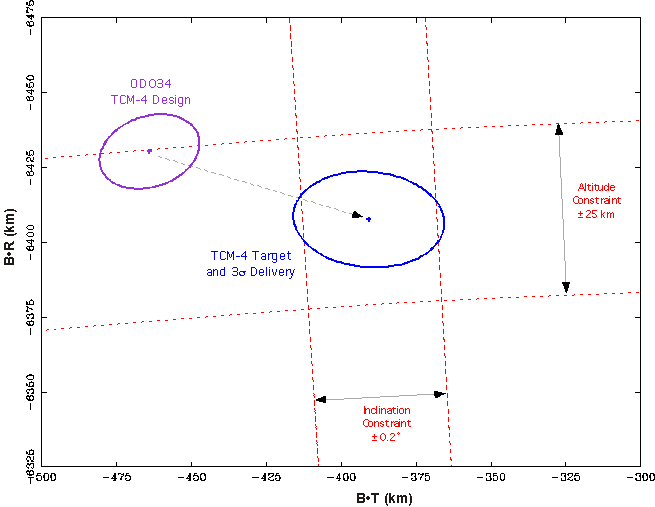 -6475
-6450
-6425
-6400
-6375
-6350
-6325
B•R (km)
ODO34
TCM-4 Design
TCM-4 Target
and 3σ Delivery
Altitude
Constraint
±25 km
Inclination
Constraint
±0.2°
-500
-475
-450
-425
-400
-375
-350
-325
-300
B•T (km)